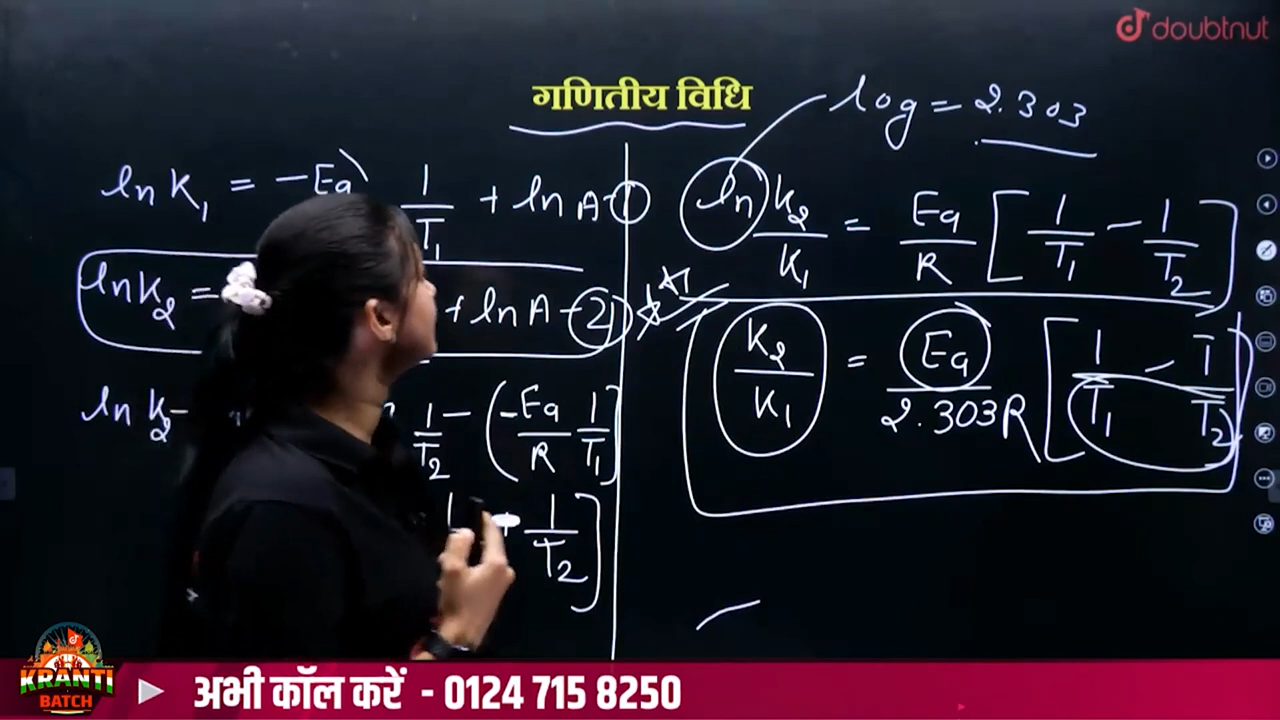 doubtnut
गणितीय विधि
log = 2.303
ln K₁ = -Ea 1/T₁ + ln A - ①
ln K₂ = + ln A - ②
ln K₂ - 1/T₂ - (-Ea/R 1/T₁]
+ 1/T₂]
ln K₂/K₁ = Ea/R [1/T₁ - 1/T₂]
K₂/K₁ = Ea/2.303R [1/T₁ - 1/T₂]
KRANTI
BATCH
अभी कॉल करें - 0124 715 8250